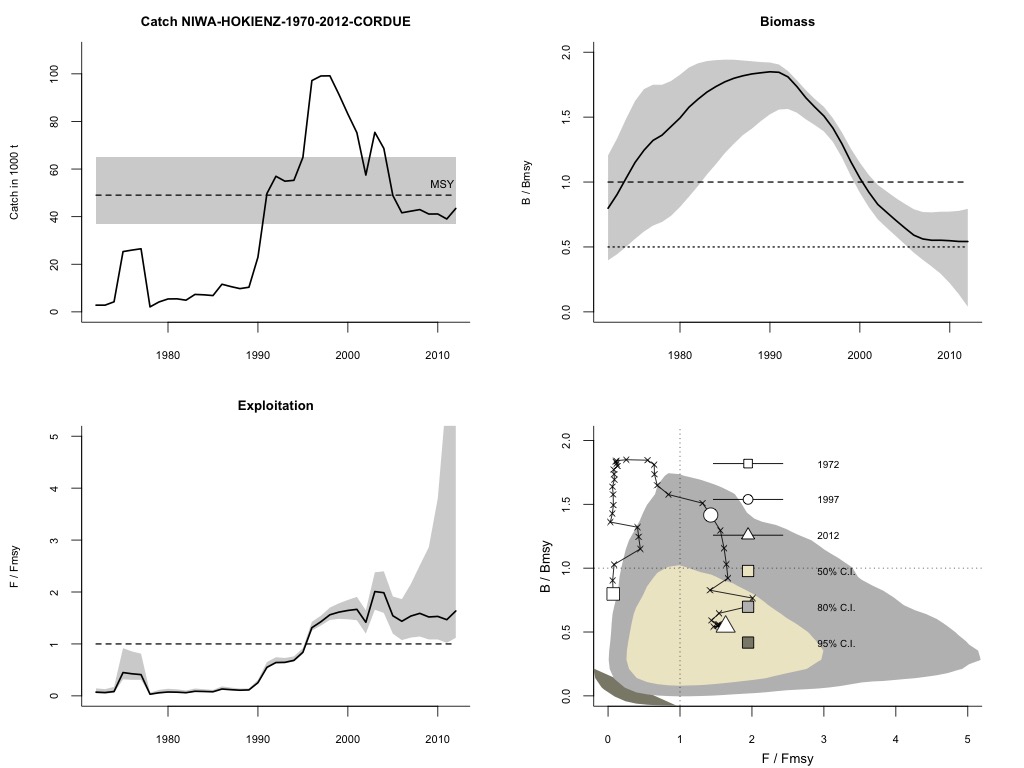 Catch NIWA-HOKIENZ-1970-2012-CORDUE
Catch in 1000 t
100
80
60
40
20
0
MSY
1980 1990 2000 2010
Biomass
B / Bmsy
2.0
1.5
1.0
0.5
0.0
1980 1990 2000 2010
Exploitation
F / Fmsy
5
4
3
2
1
0
1980 1990 2000 2010
B / Bmsy
2.0
1.5
1.0
0.5
0.0
1972
1997
2012
50% C.I.
80% C.I.
95% C.I.
0 1 2 3 4 5
F / Fmsy